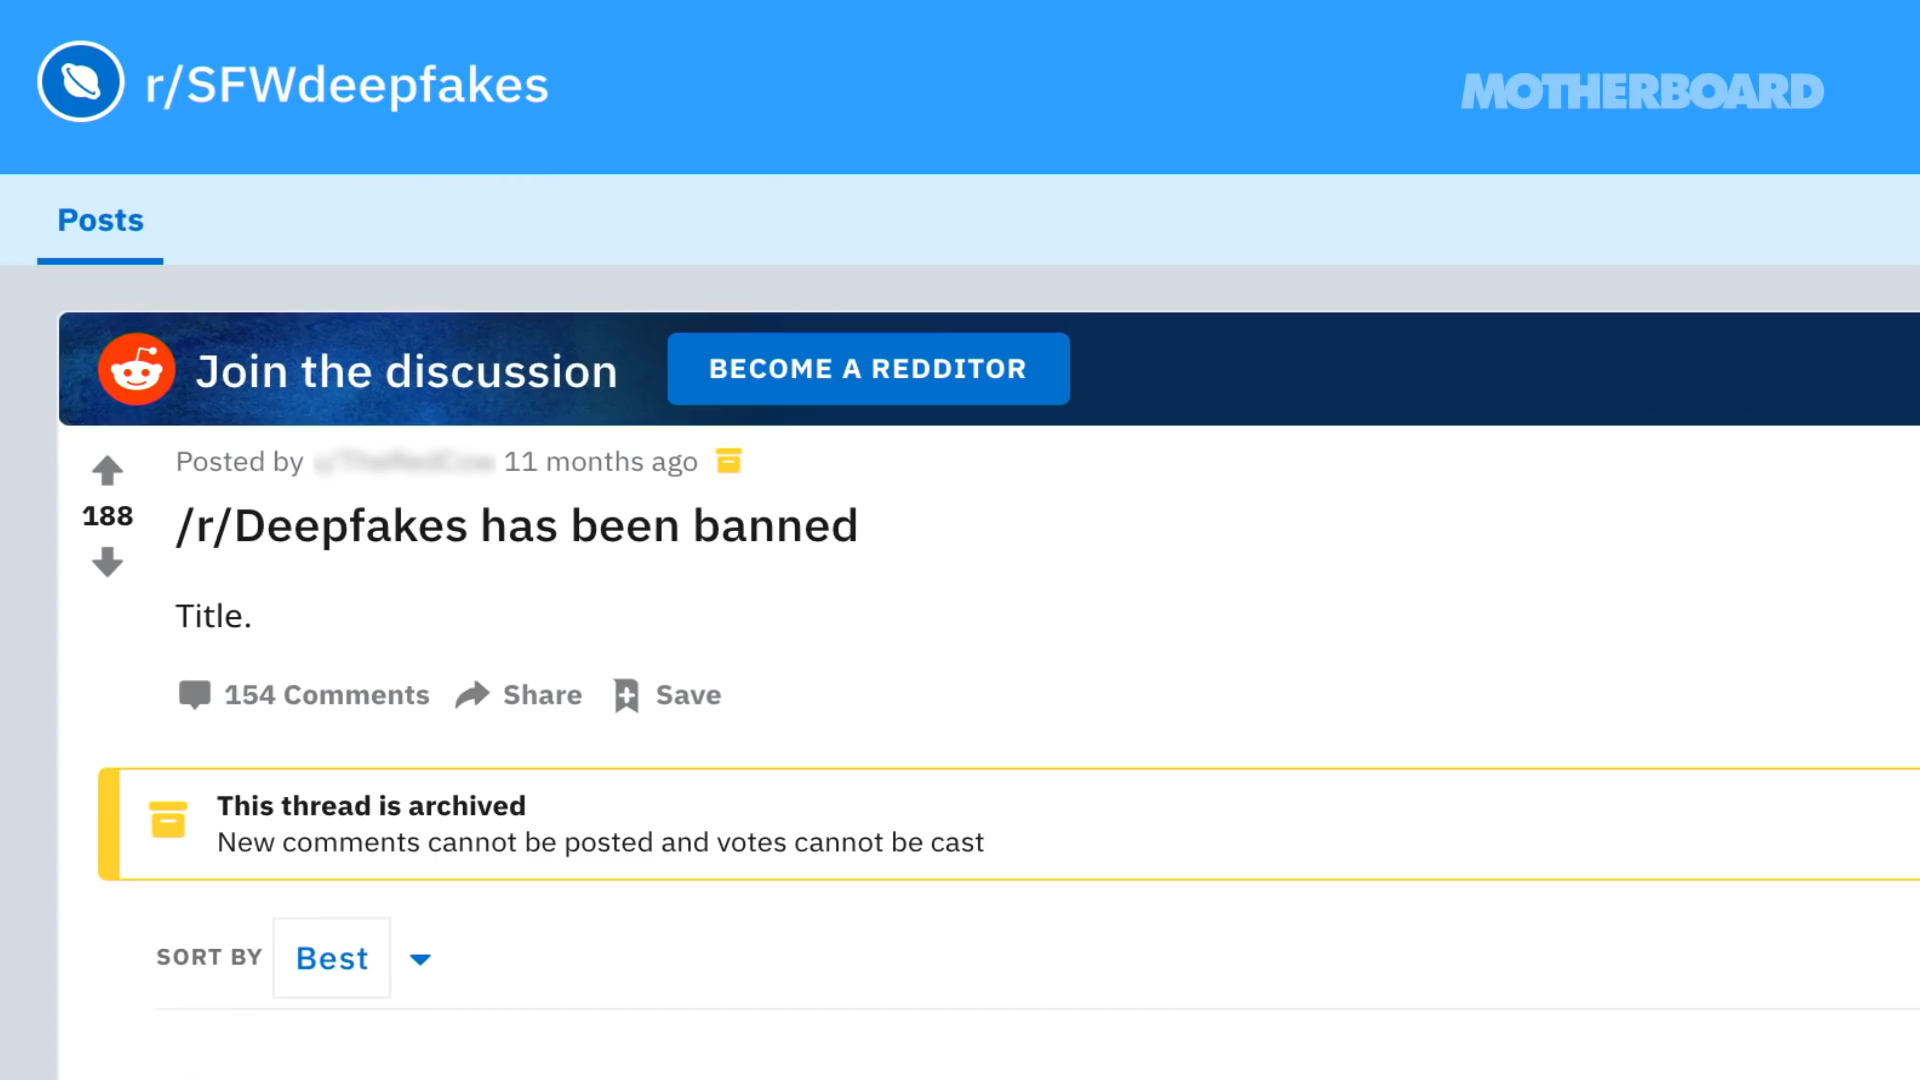 r/SFWdeepfakes
MOTHERBOARD
Posts
Join the discussion
BECOME A REDDITOR
Posted by 11 months ago
188
/r/Deepfakes has been banned
Title.
154 Comments Share Save
This thread is archived
New comments cannot be posted and votes cannot be cast
SORT BY Best